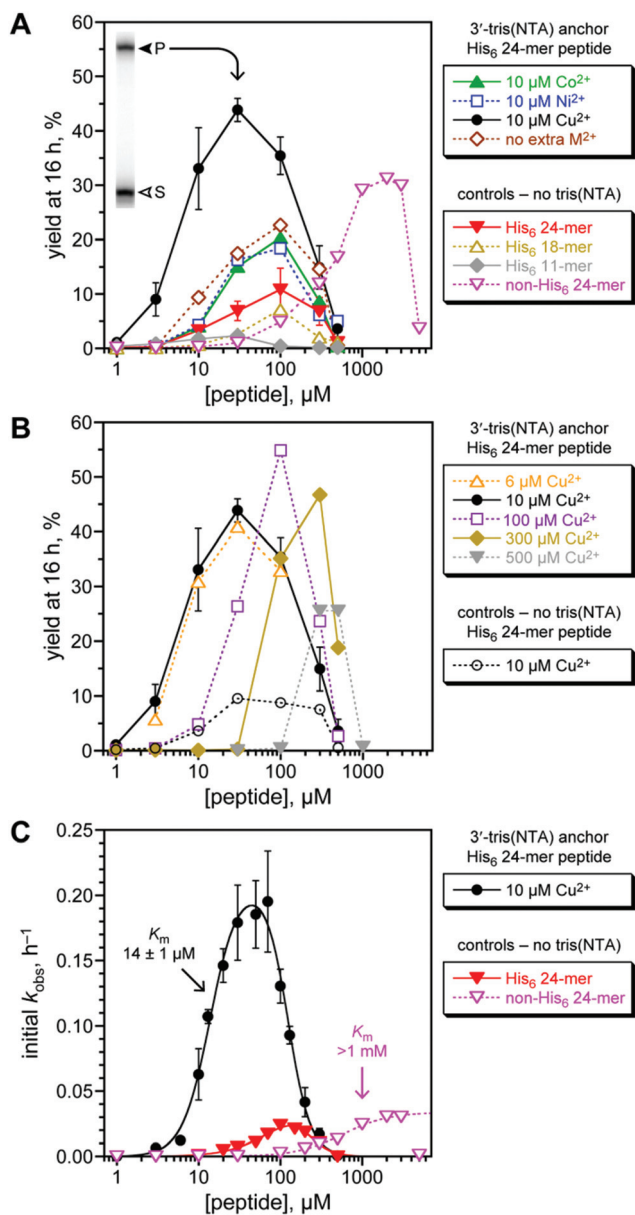 A
P
S
yield at 16 h, %
60
50
40
30
20
10
0
1
10
100
1000
[peptide], µM
3′-tris(NTA) anchor
His6 24-mer peptide
10 µM Co2+
10 µM Ni2+
10 µM Cu2+
no extra M2+
controls – no tris(NTA)
His6 24-mer
His6 18-mer
His6 11-mer
non-His6 24-mer
B
yield at 16 h, %
60
50
40
30
20
10
0
1
10
100
1000
[peptide], µM
3′-tris(NTA) anchor
His6 24-mer peptide
6 µM Cu2+
10 µM Cu2+
100 µM Cu2+
300 µM Cu2+
500 µM Cu2+
controls – no tris(NTA)
His6 24-mer peptide
10 µM Cu2+
C
initial kobs, h−1
0.25
0.20
0.15
0.10
0.05
0.00
Km
14 ± 1 µM
Km
>1 mM
1
10
100
1000
[peptide], µM
3′-tris(NTA) anchor
His6 24-mer peptide
10 µM Cu2+
controls – no tris(NTA)
His6 24-mer
non-His6 24-mer